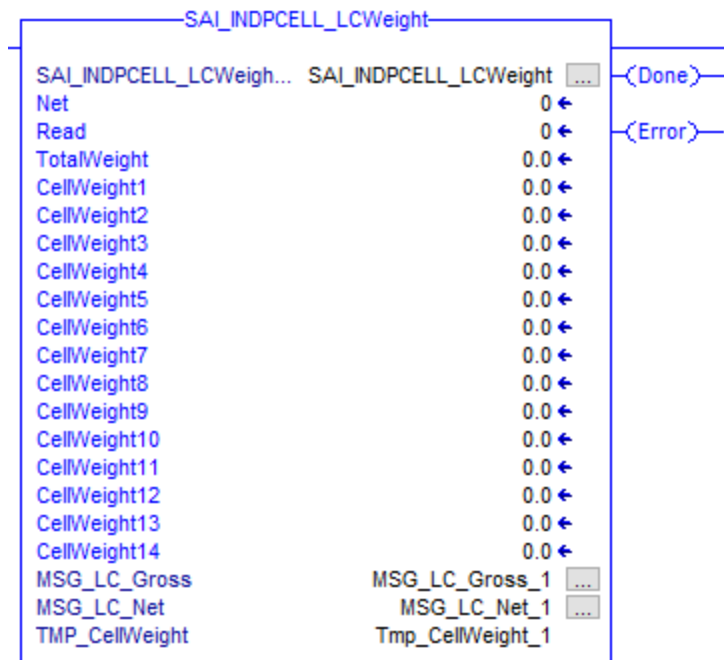 SAI_INDPCELL_LCWeight
SAI_INDPCELL_LCWeigh... SAI_INDPCELL_LCWeight ... (Done)
Net 0
Read 0 (Error)
TotalWeight 0.0
CellWeight1 0.0
CellWeight2 0.0
CellWeight3 0.0
CellWeight4 0.0
CellWeight5 0.0
CellWeight6 0.0
CellWeight7 0.0
CellWeight8 0.0
CellWeight9 0.0
CellWeight10 0.0
CellWeight11 0.0
CellWeight12 0.0
CellWeight13 0.0
CellWeight14 0.0
MSG_LC_Gross MSG_LC_Gross_1 ...
MSG_LC_Net MSG_LC_Net_1 ...
TMP_CellWeight Tmp_CellWeight_1